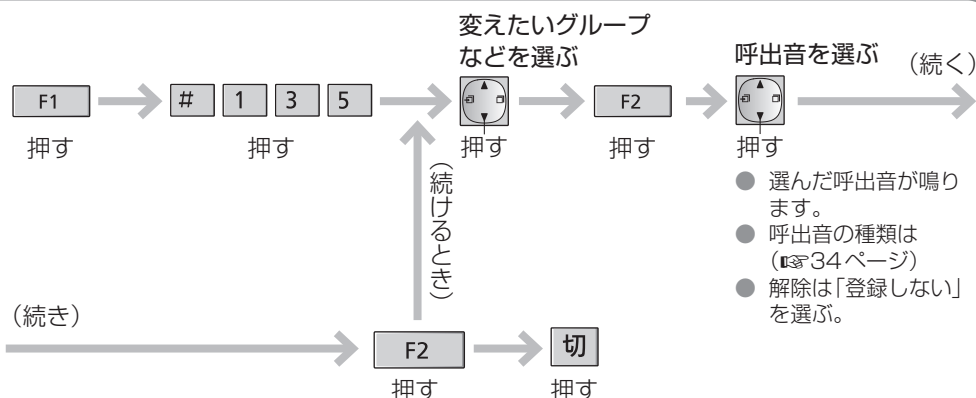 変えたいグループ
などを選ぶ
呼出音を選ぶ
(続く)
F1
# 1 3 5
F2
押す
押す
押す
押す
押す
● 選んだ呼出音が鳴り
ます。
● 呼出音の種類は
(☞34ページ)
● 解除は「登録しない」
を選ぶ。
(続けるとき)
(続き)
F2
切
押す
押す